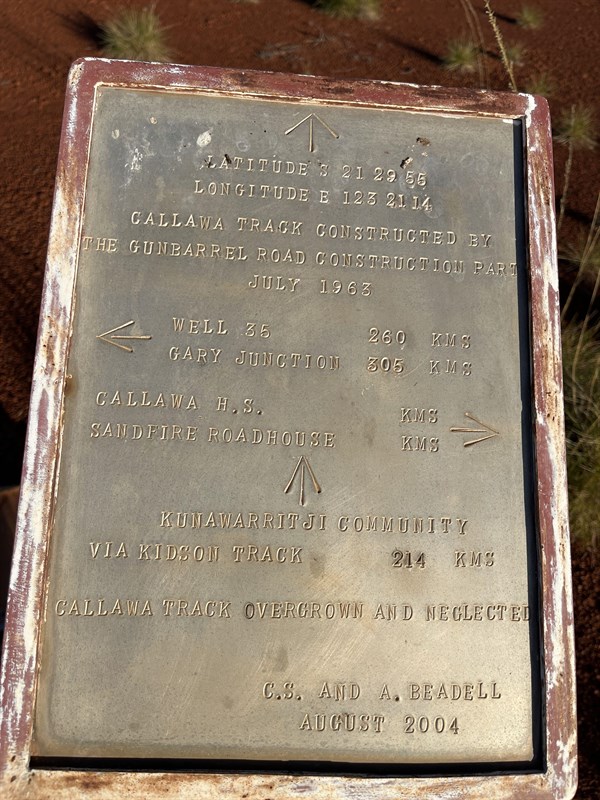 LATITUDE S 21 29 55
LONGITUDE E 123 21 14
CALLAWA TRACK CONSTRUCTED BY
THE GUNBARREL ROAD CONSTRUCTION PART
JULY 1963
WELL 35 260 KMS
GARY JUNCTION 305 KMS
CALLAWA H.S. KMS
SANDFIRE ROADHOUSE KMS
KUNAWARRITJI COMMUNITY
VIA KIDSON TRACK 214 KMS
CALLAWA TRACK OVERGROWN AND NEGLECTED
C.S. AND A. BEADELL
AUGUST 2004